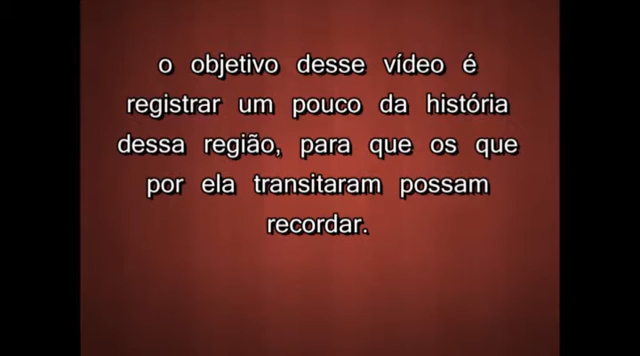 o objetivo desse vídeo é
registrar um pouco da história
dessa região, para que os que
por ela transitaram possam
recordar.